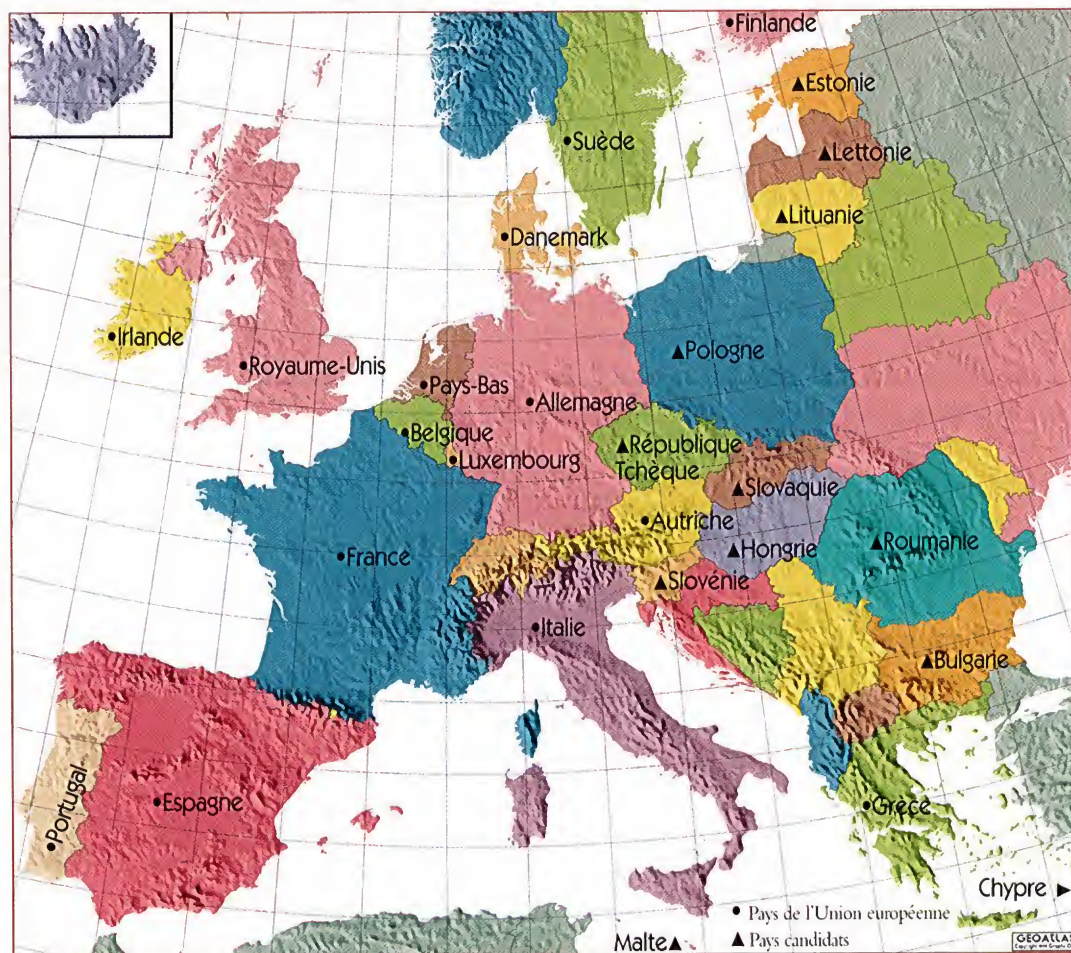 Finlande
Estonie
Suède
Lettonie
Lituanie
Danemark
Irlande
Royaume-Unis
Pologne
Pays-Bas
Allemagne
Belgique
République
Tchèque
Luxembourg
Slovaquie
Autriche
Hongrie
Roumanie
France
Slovénie
Italie
Bulgarie
Portugal
Espagne
Grèce
Chypre
Pays de l'Union européenne
Pays candidats
Malte
GEOATLAS